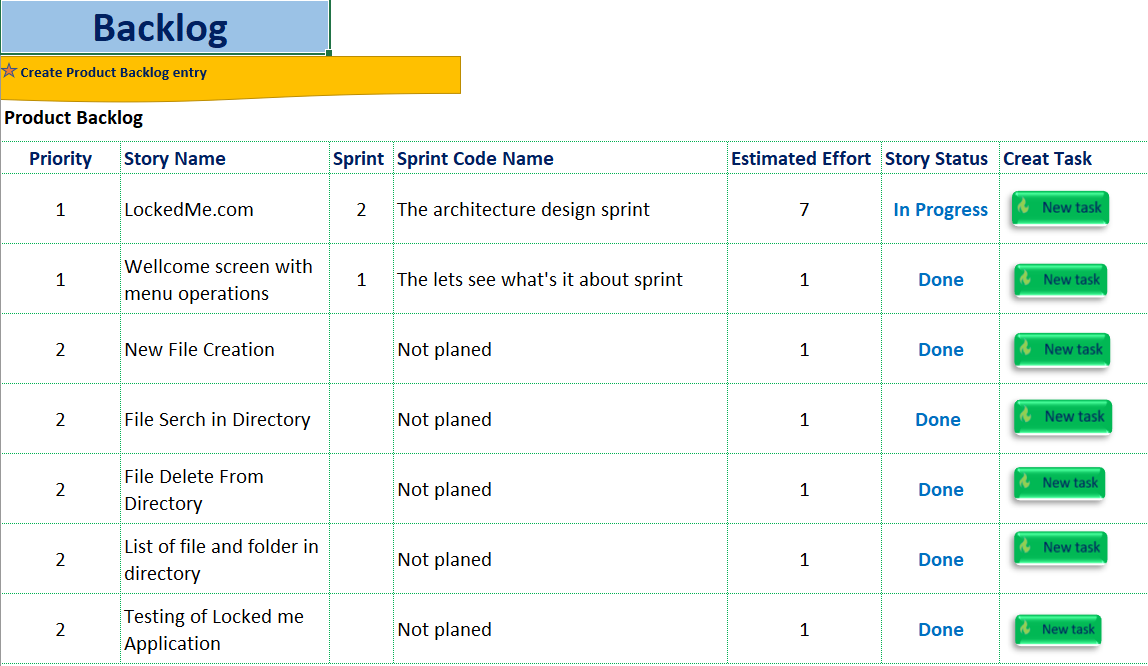 Backlog
Create Product Backlog entry
Product Backlog
Priority Story Name Sprint Sprint Code Name Estimated Effort Story Status Creat Task
1 LockedMe.com 2 The architecture design sprint 7 In Progress New task
Wellcome screen with
1 menu operations 1 The lets see what's it about sprint 1 Done New task
2 New File Creation Not planed 1 Done New task
2 File Serch in Directory Not planed 1 Done New task
File Delete From
2 Directory Not planed 1 Done New task
List of file and folder in
2 directory Not planed 1 Done New task
Testing of Locked me
2 Application Not planed 1 Done New task